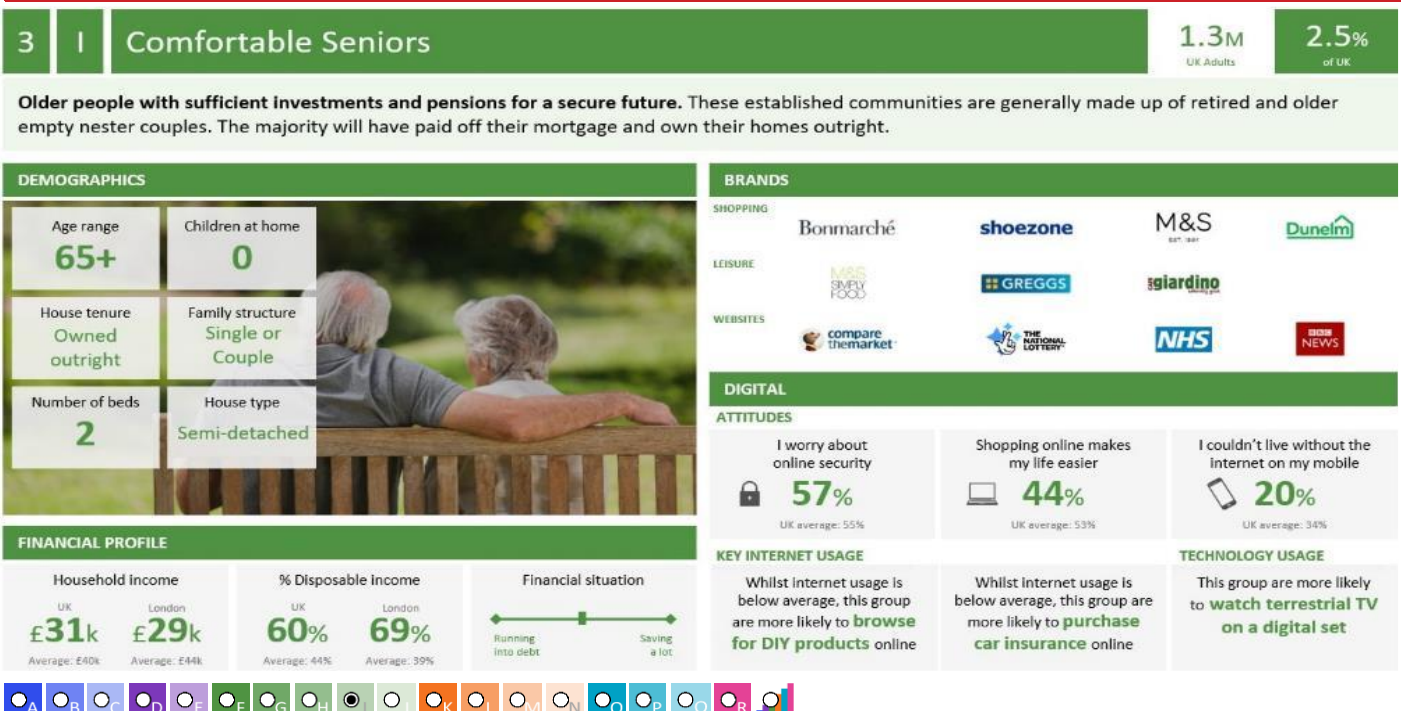 3 I Comfortable Seniors
1.3M
UK Adults
2.5%
of UK
Older people with sufficient investments and pensions for a secure future. These established communities are generally made up of retired and older
empty nester couples. The majority will have paid off their mortgage and own their homes outright.
DEMOGRAPHICS
Age range
65+
Children at home
0
House tenure
Owned
outright
Family structure
Single or
Couple
Number of beds
2
House type
Semi-detached
FINANCIAL PROFILE
Household income
UK
£31k
Average: £40k
London
£29k
Average: £44k
% Disposable income
UK
60%
Average: 44%
London
69%
Average: 39%
Financial situation
Running
into debt
Saving
a lot
BRANDS
SHOPPING
Bonmarché
shoezone
M&S
EST. 1884
Dunelm
LEISURE
M&S
SIMPLY
FOOD
GREGGS
giardino
WEBSITES
compare
themarket
THE
NATIONAL
LOTTERY
NHS
BBC
NEWS
DIGITAL
ATTITUDES
I worry about
online security
57%
UK average: 55%
Shopping online makes
my life easier
44%
UK average: 53%
I couldn't live without the
internet on my mobile
20%
UK average: 34%
KEY INTERNET USAGE
Whilst internet usage is
below average, this group
are more likely to browse
for DIY products online
Whilst internet usage is
below average, this group are
more likely to purchase
car insurance online
TECHNOLOGY USAGE
This group are more likely
to watch terrestrial TV
on a digital set
A B C D E F G H I J K L M N O P Q R